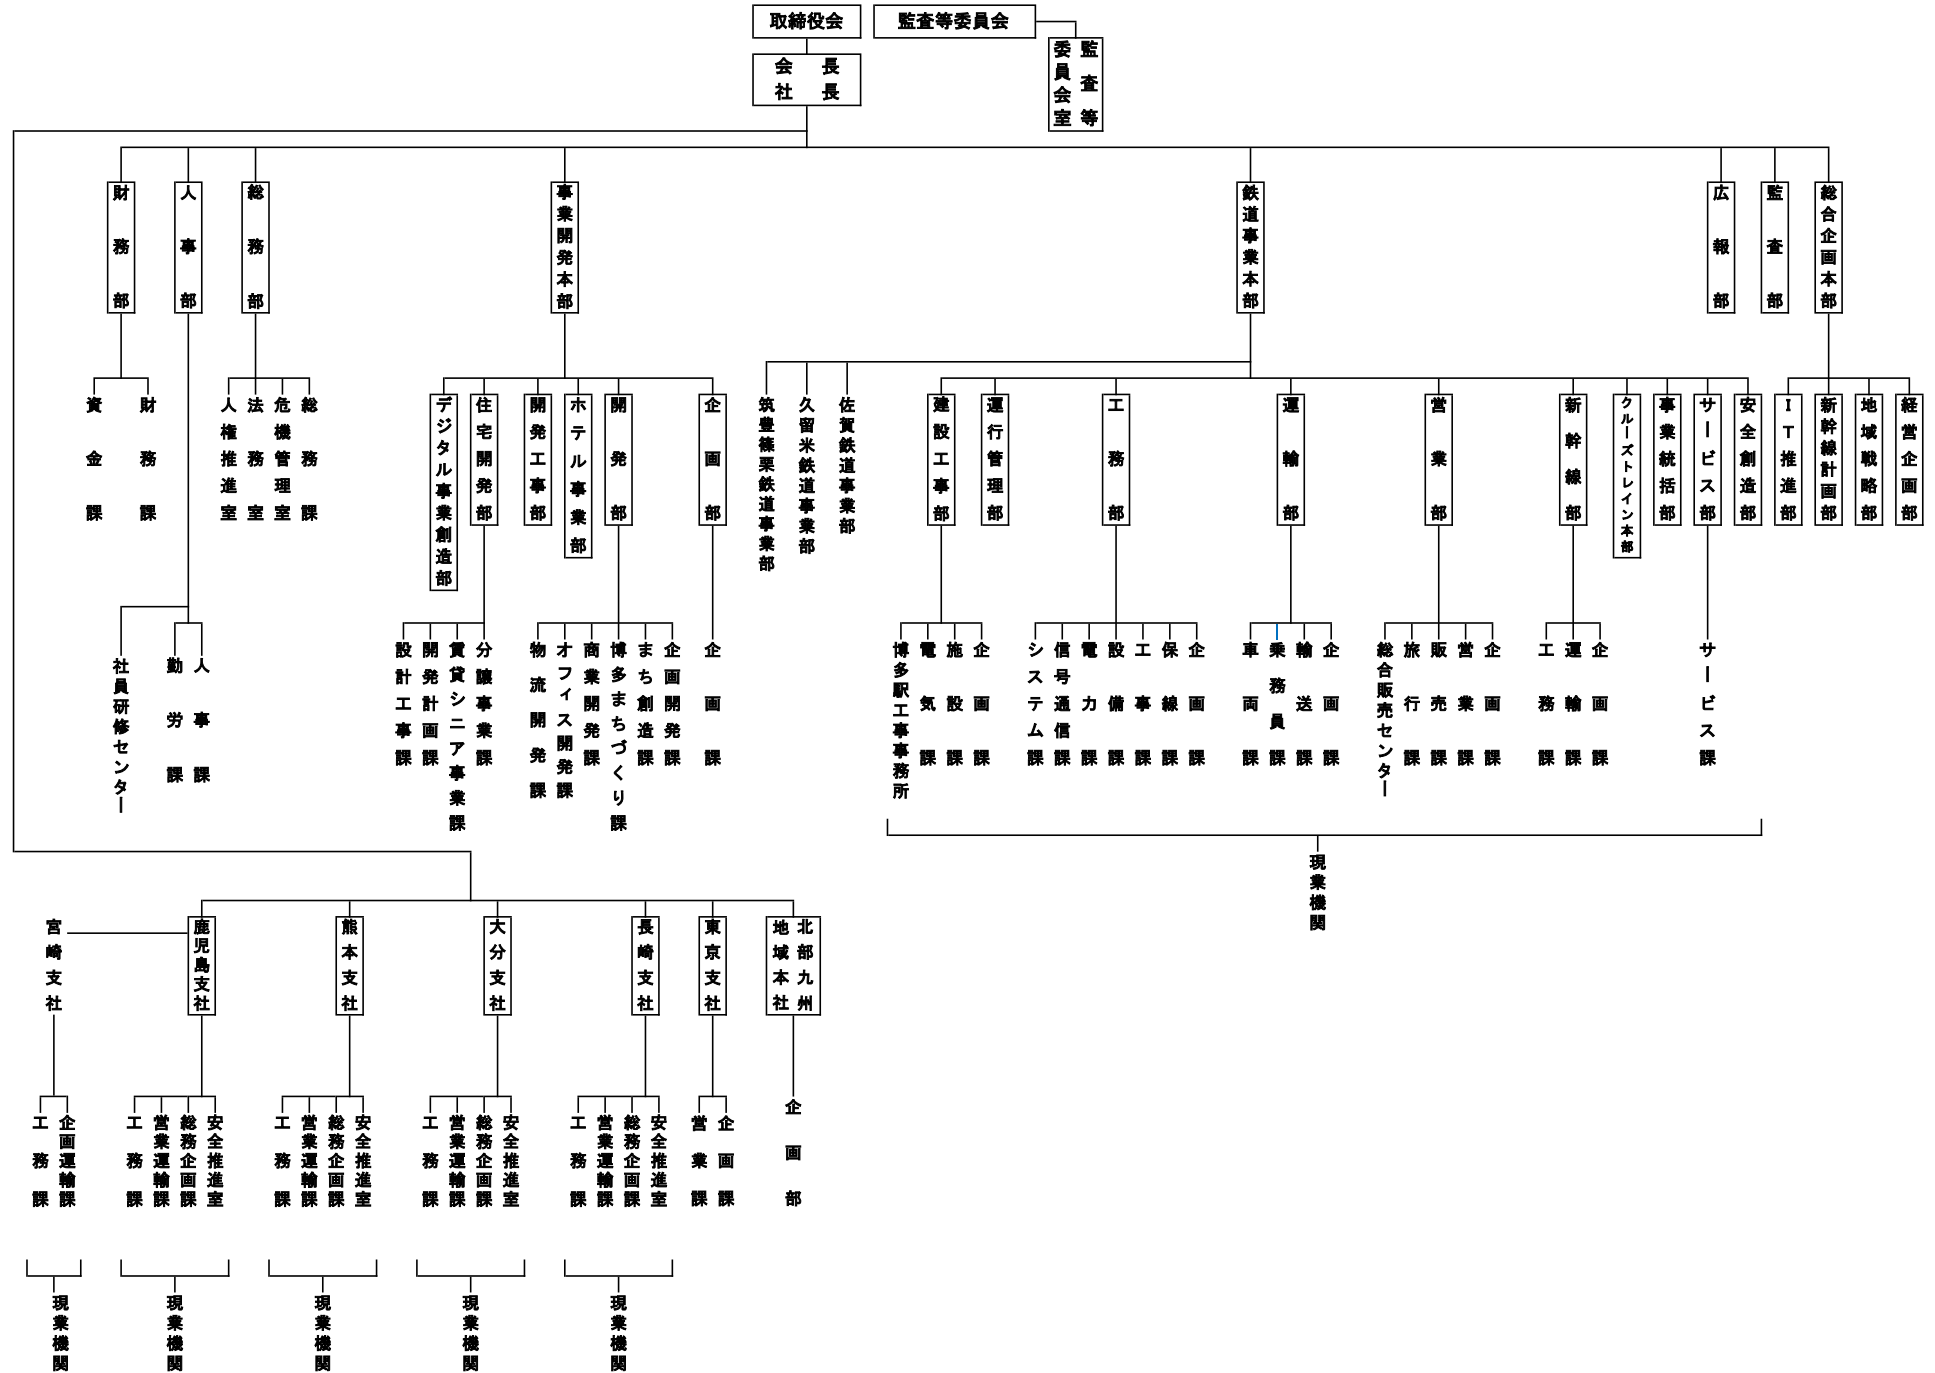 取締役会
監査等委員会
会長
社長
監査等
委員会室
総合企画本部
監査部
広報部
鉄道事業本部
事業開発本部
総務部
人事部
財務部
経営企画部
地域戦略部
新幹線計画部
IT推進部
安全創造部
サービス部
事業統括部
クルーズトレイン本部
新幹線部
営業部
運輸部
工務部
運行管理部
建設工事部
佐賀鉄道事業部
久留米鉄道事業部
筑豊篠栗鉄道事業部
企画部
開発部
ホテル事業部
開発工事部
住宅開発部
デジタル事業創造部
総務課
危機管理室
法務室
人権推進室
財務課
資金課
サービス課
企画課
運輸課
工務課
企画課
営業課
販売課
旅行課
総合販売センター
企画課
輸送課
乗務員課
車両課
企画課
保線課
工事課
設備課
電力課
信号通信課
システム課
企画課
施設課
電気課
博多駅工事事務所
企画課
企画開発課
まち創造課
博多まちづくり課
商業開発課
オフィス開発課
物流開発課
分譲事業課
賃貸シニア事業課
開発計画課
設計工事課
人事課
勤労課
社員研修センター
現業機関
北部九州
地域本社
東京支社
長崎支社
大分支社
熊本支社
鹿児島支社
宮崎支社
企画部
企画課
営業課
安全推進室
総務企画課
営業運輸課
工務課
安全推進室
総務企画課
営業運輸課
工務課
安全推進室
総務企画課
営業運輸課
工務課
安全推進室
総務企画課
営業運輸課
工務課
企画運輸課
工務課
現業機関
現業機関
現業機関
現業機関
現業機関